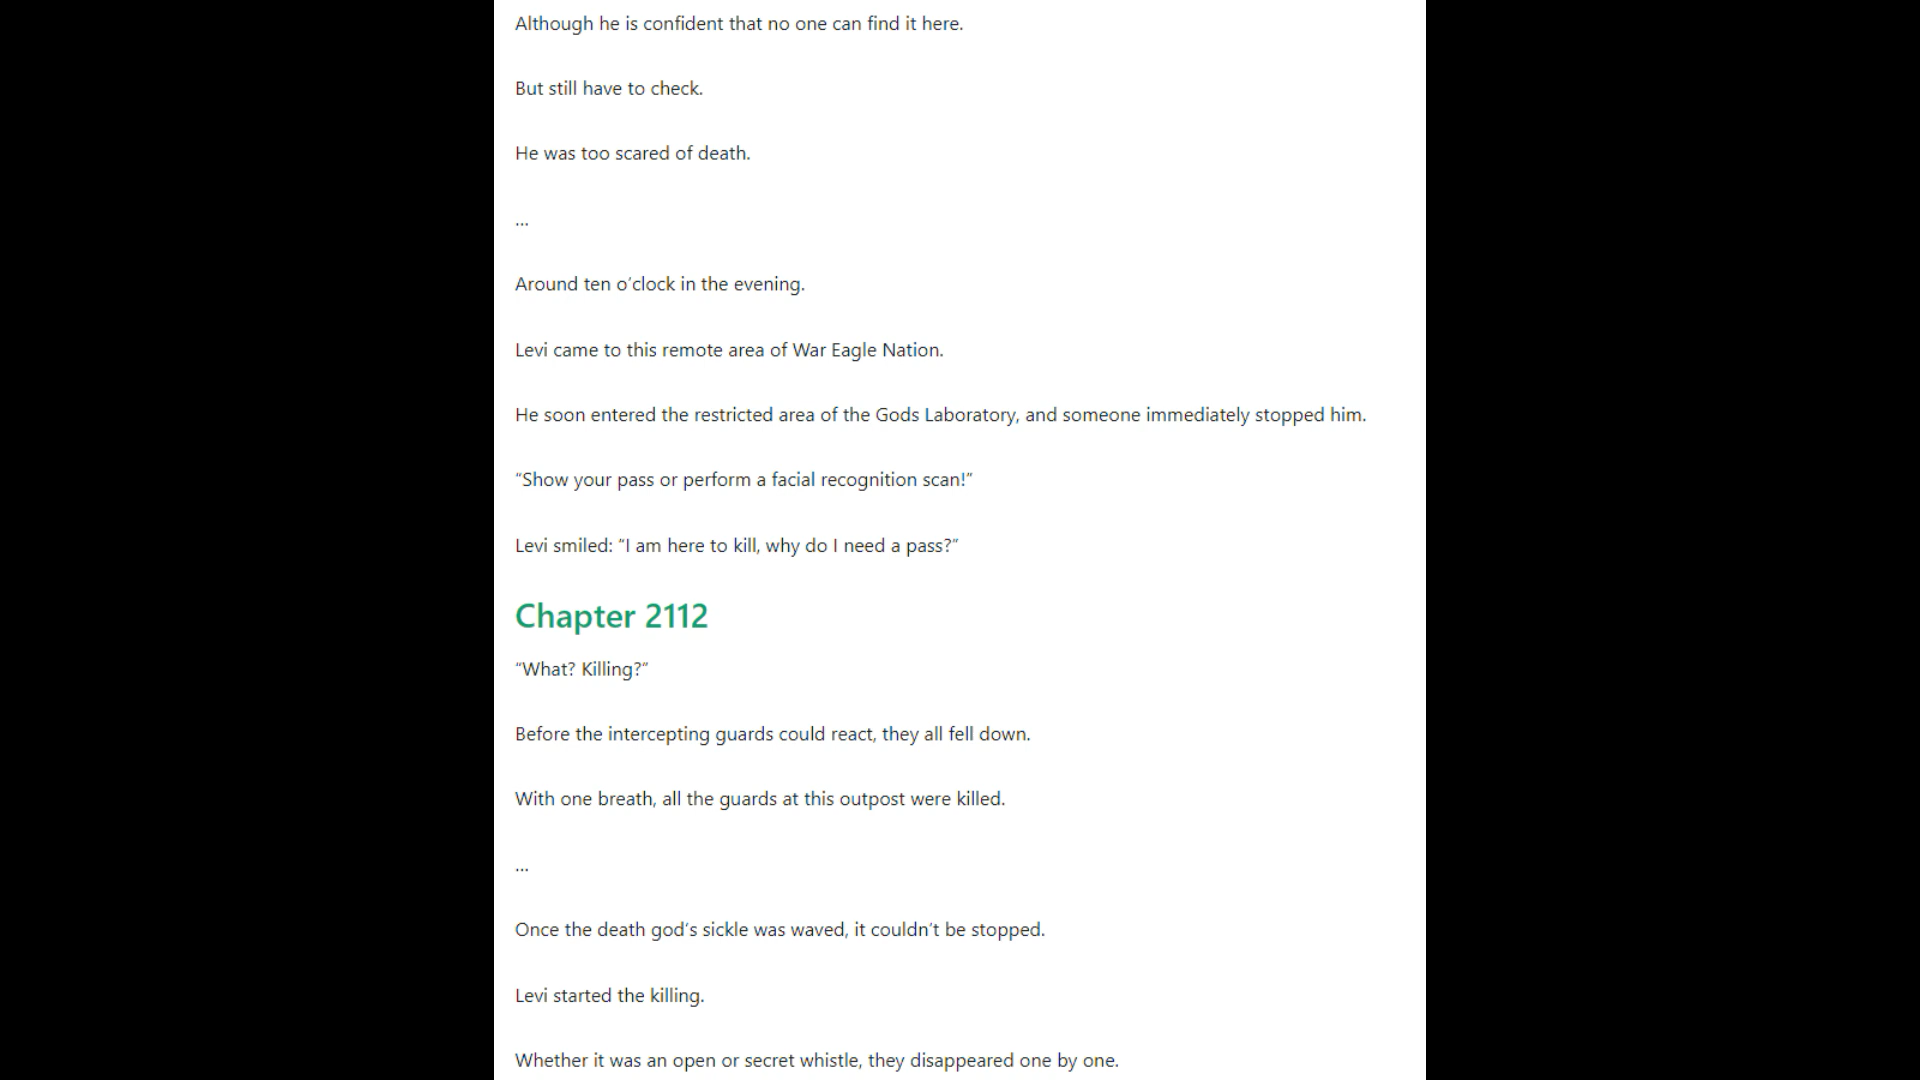 Although he is confident that no one can find it here.
But still have to check.
He was too scared of death.
…
Around ten o’clock in the evening.
Levi came to this remote area of War Eagle Nation.
He soon entered the restricted area of the Gods Laboratory, and someone immediately stopped him.
“Show your pass or perform a facial recognition scan!”
Levi smiled: “I am here to kill, why do I need a pass?”
Chapter 2112
“What? Killing?”
Before the intercepting guards could react, they all fell down.
With one breath, all the guards at this outpost were killed.
…
Once the death god’s sickle was waved, it couldn’t be stopped.
Levi started the killing.
Whether it was an open or secret whistle, they disappeared one by one.